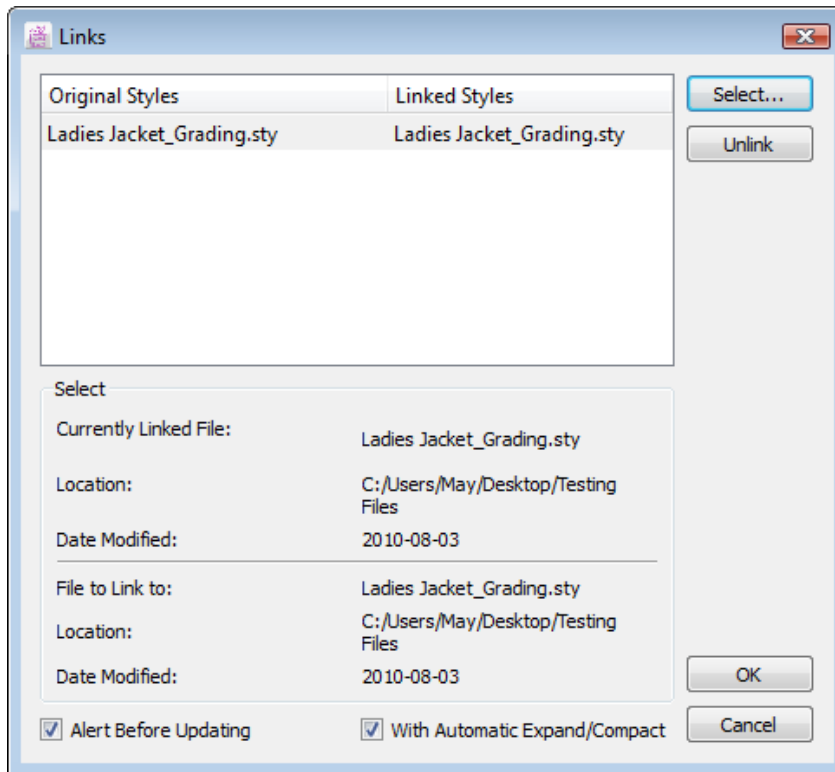 Links
Original Styles Linked Styles Select...
Ladies Jacket_Grading.sty Ladies Jacket_Grading.sty Unlink
Select
Currently Linked File: Ladies Jacket_Grading.sty
Location: C:/Users/May/Desktop/Testing
Files
Date Modified: 2010-08-03
File to Link to: Ladies Jacket_Grading.sty
Location: C:/Users/May/Desktop/Testing
Files
Date Modified: 2010-08-03 OK
Alert Before Updating With Automatic Expand/Compact Cancel